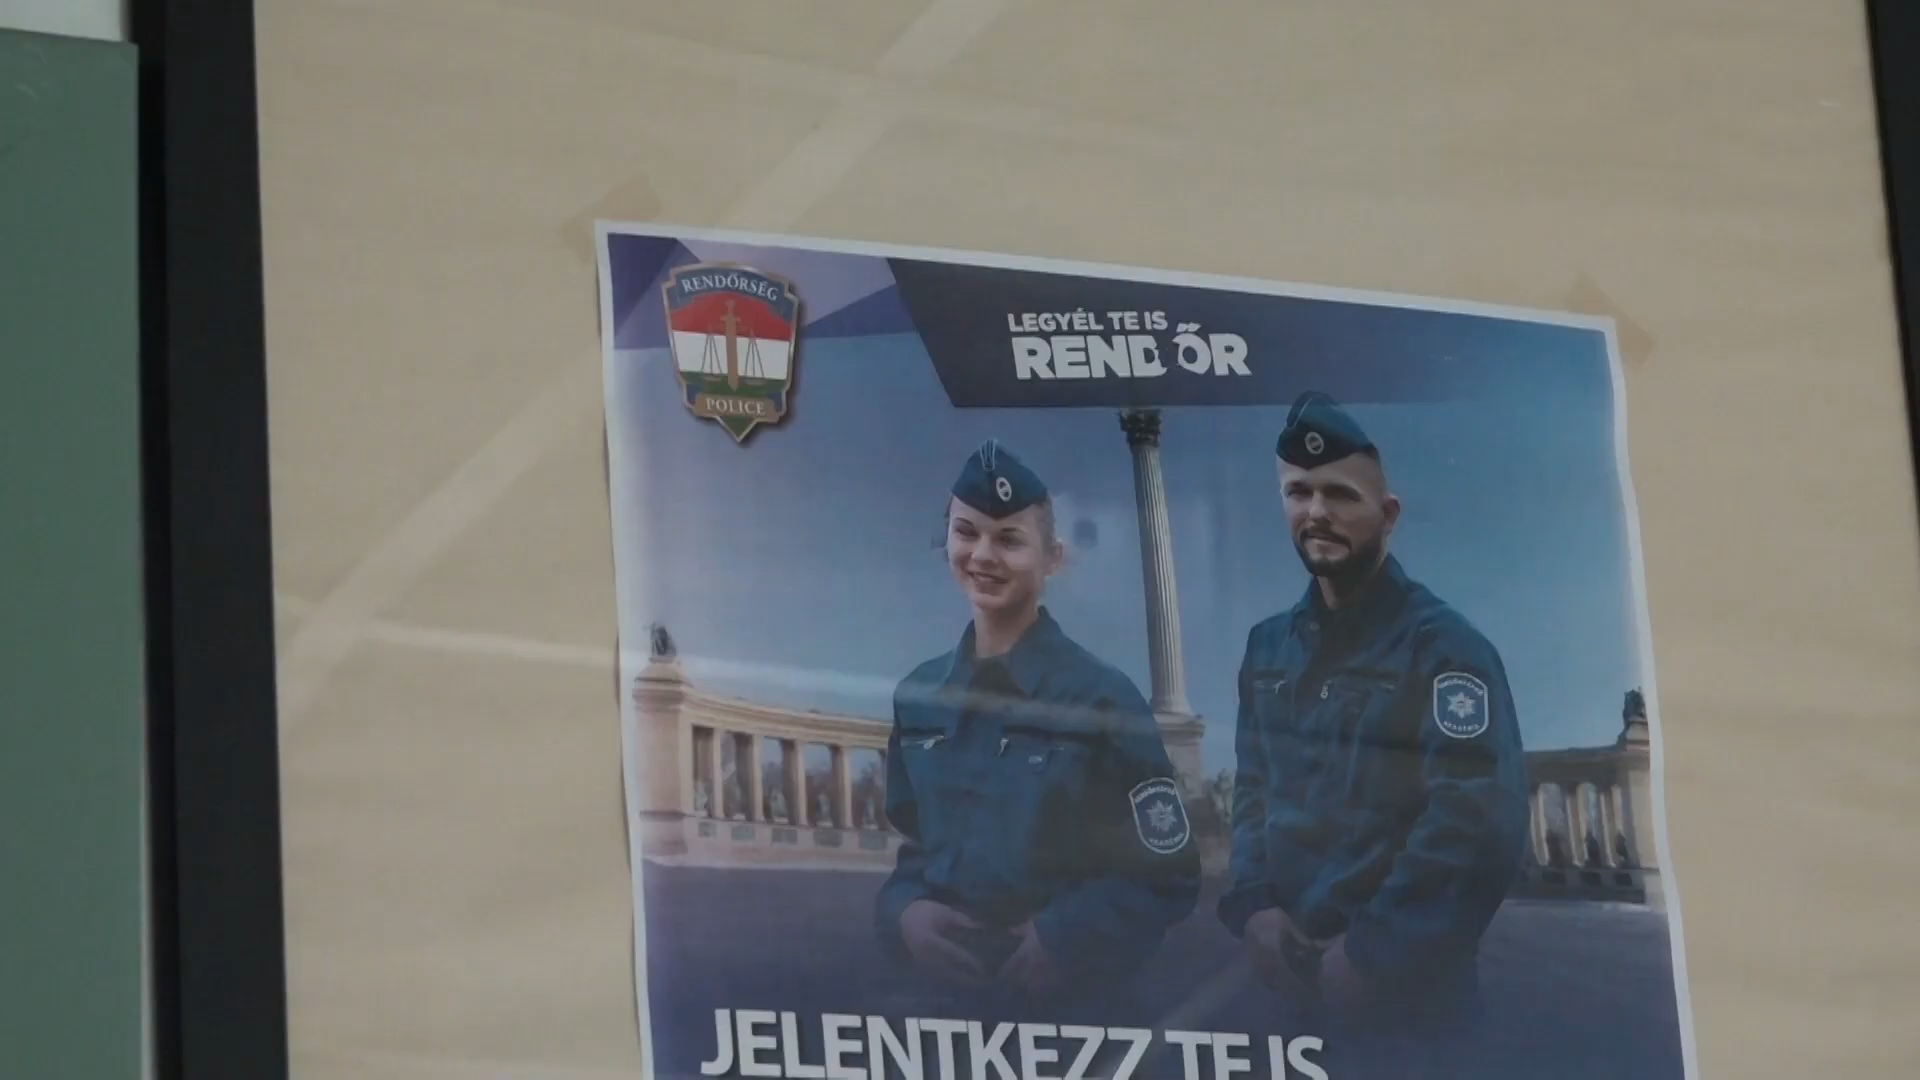 RENDŐRSÉG
POLICE
LEGYÉL TE IS
RENDŐR
JELENTKEZZ TE IS